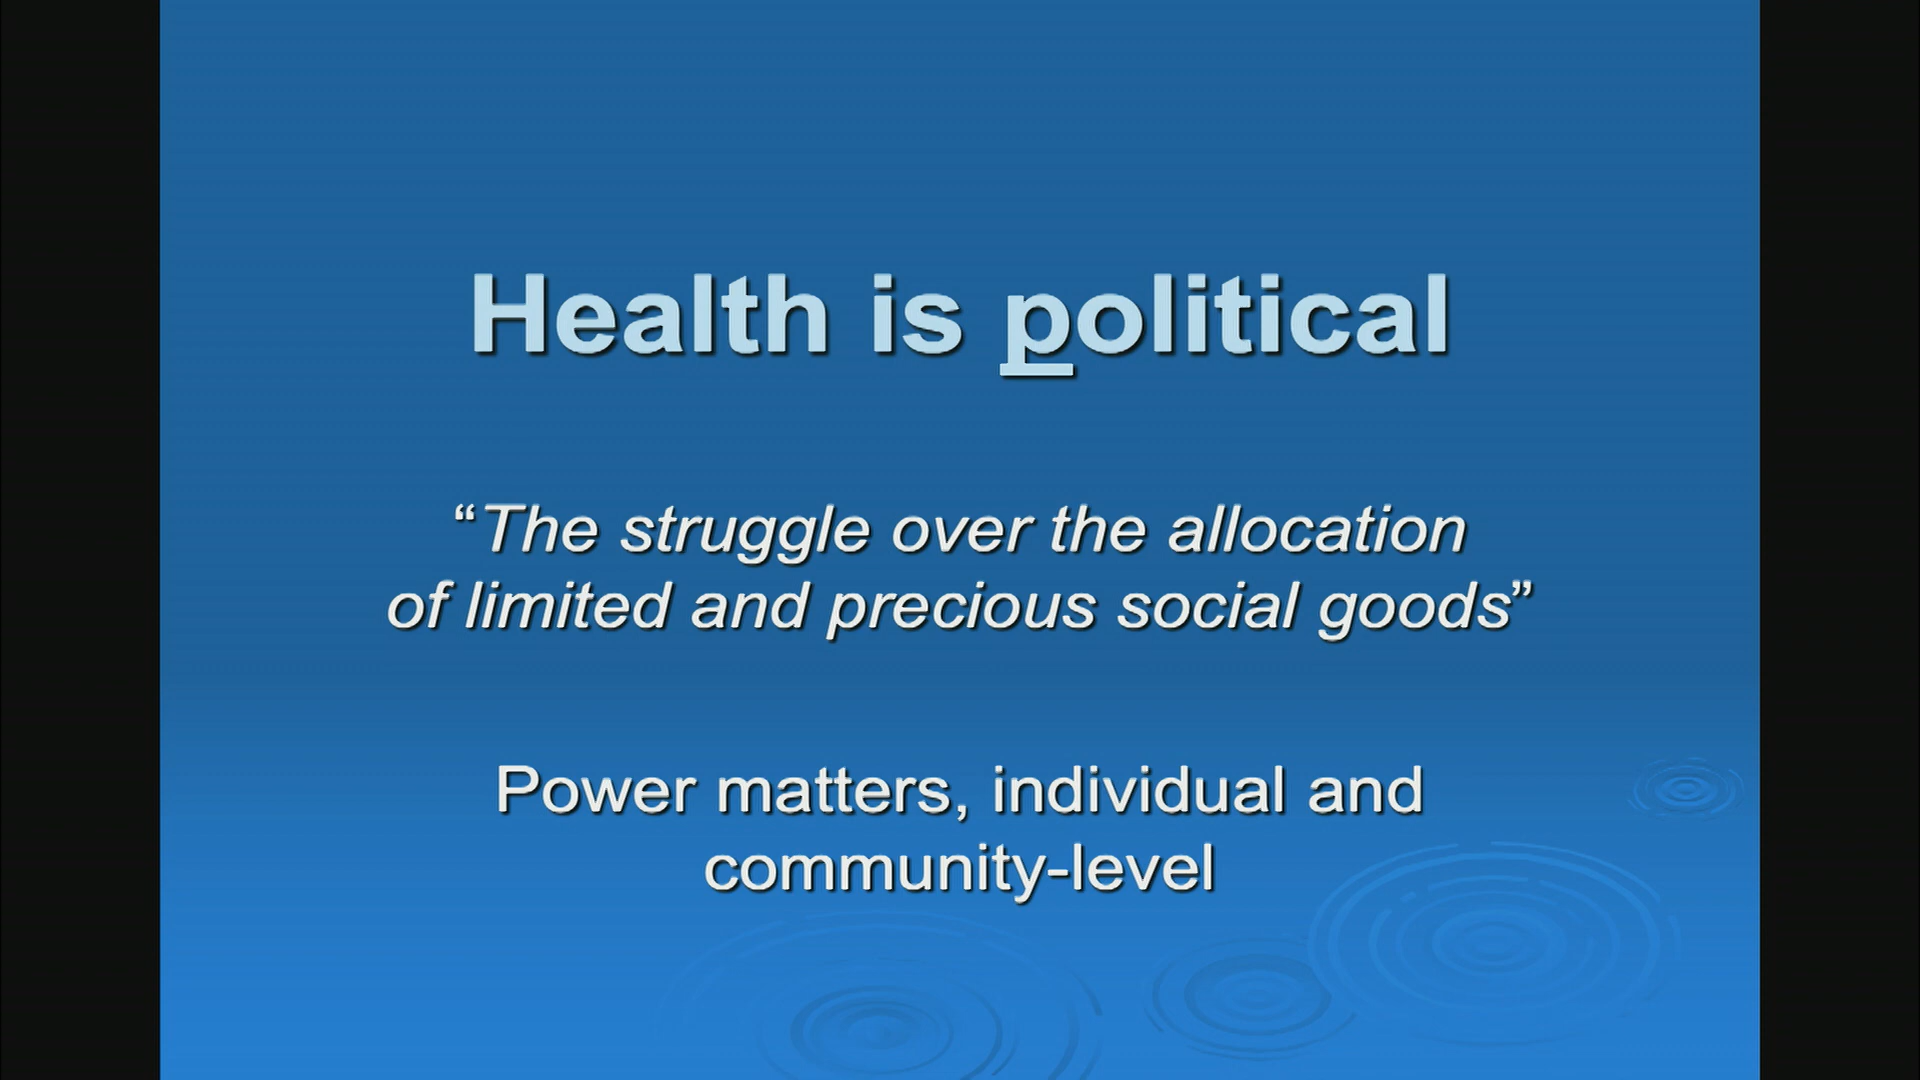 Health is political
“The struggle over the allocation
of limited and precious social goods”
Power matters, individual and
community-level